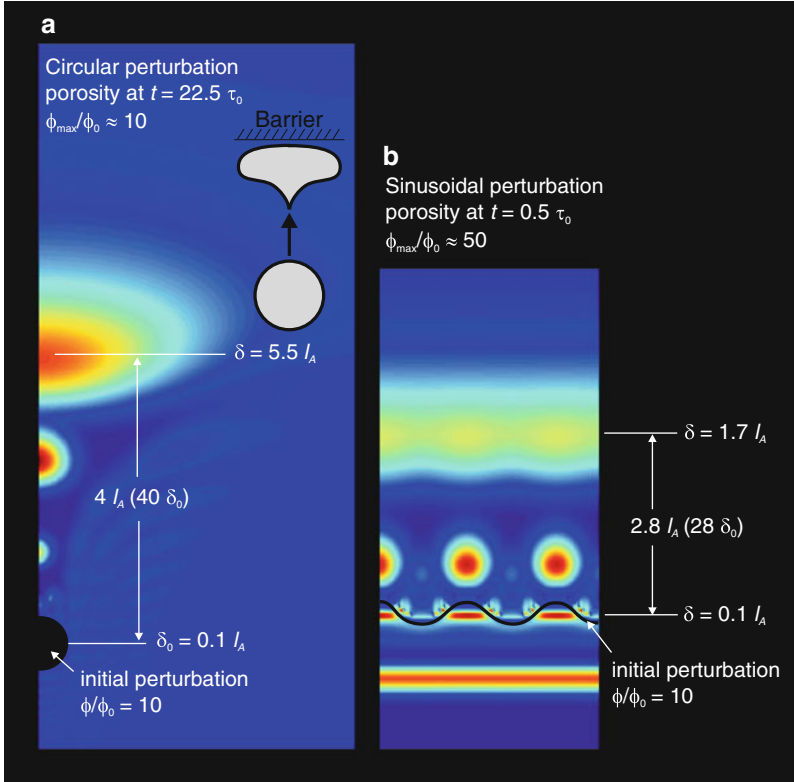 a
Circular perturbation
porosity at t = 22.5 τ₀
ϕmax/ϕ₀ ≈ 10
Barrier
δ = 5.5 lA
4 lA (40 δ₀)
δ₀ = 0.1 lA
initial perturbation
ϕ/ϕ₀ = 10
b
Sinusoidal perturbation
porosity at t = 0.5 τ₀
ϕmax/ϕ₀ ≈ 50
δ = 1.7 lA
2.8 lA (28 δ₀)
δ = 0.1 lA
initial perturbation
ϕ/ϕ₀ = 10